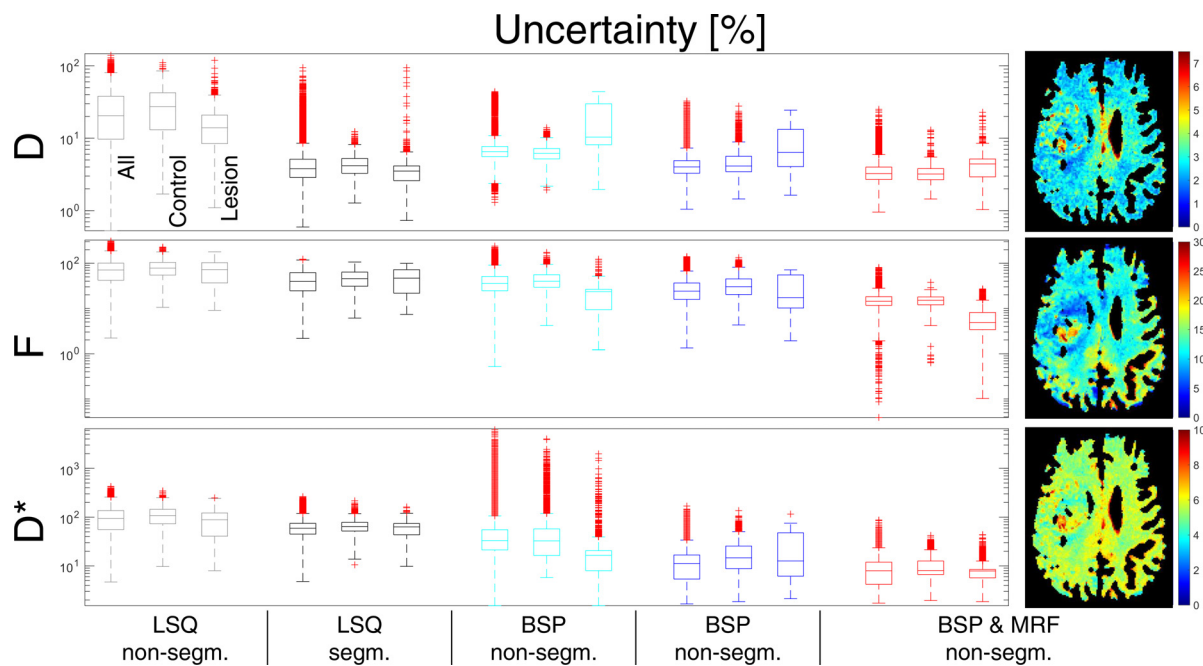 Uncertainty [%]
D
10²
10¹
10⁰
All
Control
Lesion
7
6
5
4
3
2
1
0
F
10²
10⁰
30
25
20
15
10
5
0
D*
10³
10²
10¹
10
8
6
4
2
0
LSQ
non-segm.
LSQ
segm.
BSP
non-segm.
BSP
non-segm.
BSP & MRF
non-segm.